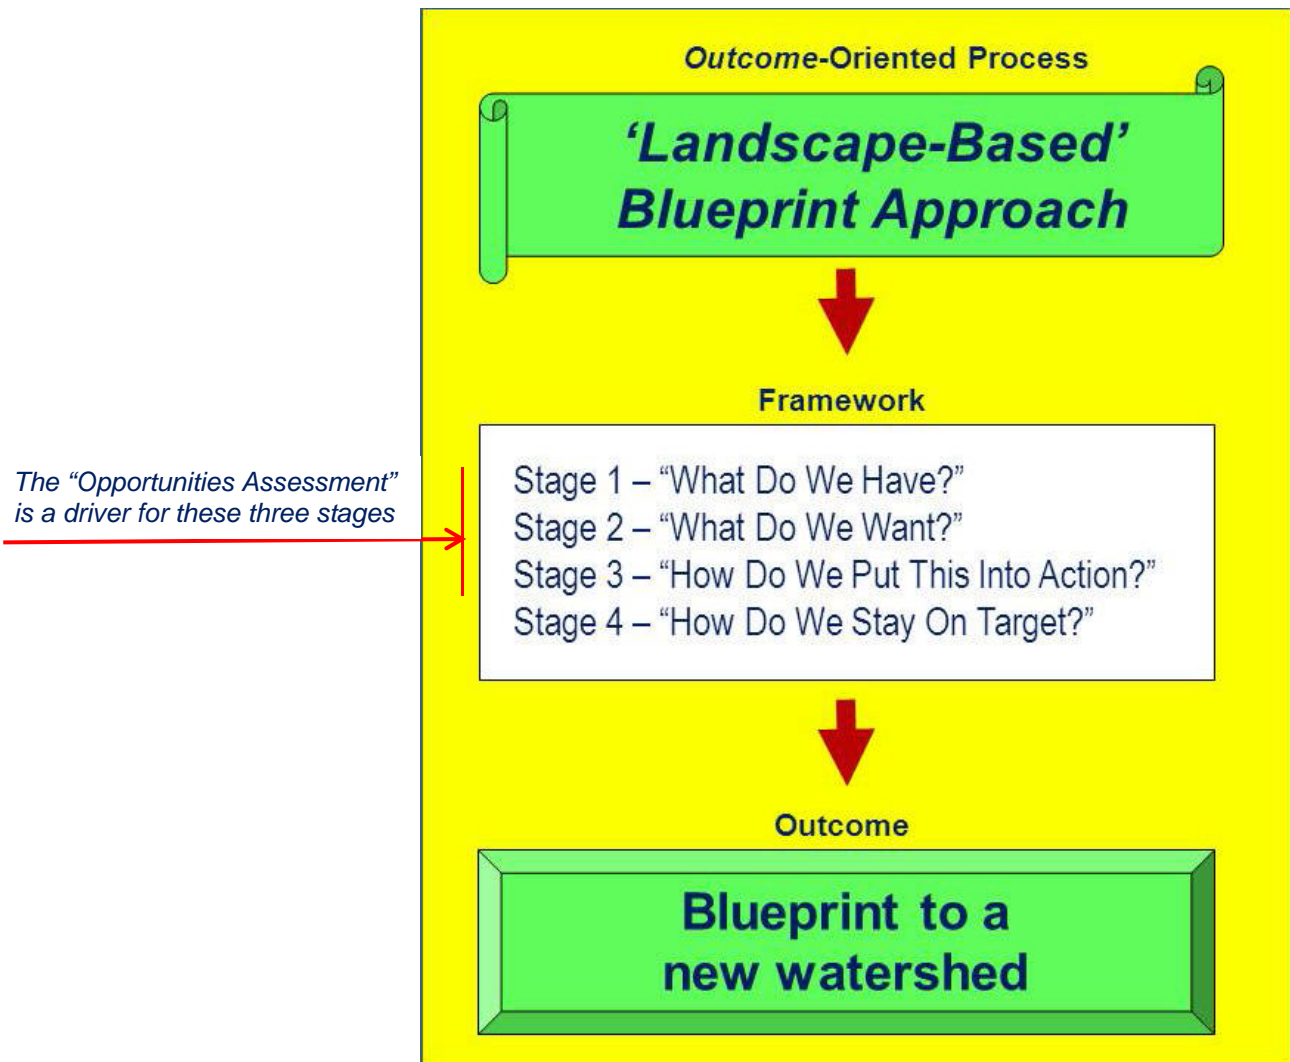 Outcome-Oriented Process
‘Landscape-Based’
Blueprint Approach
Framework
The “Opportunities Assessment”
is a driver for these three stages
Stage 1 – “What Do We Have?”
Stage 2 – “What Do We Want?”
Stage 3 – “How Do We Put This Into Action?”
Stage 4 – “How Do We Stay On Target?”
Outcome
Blueprint to a
new watershed